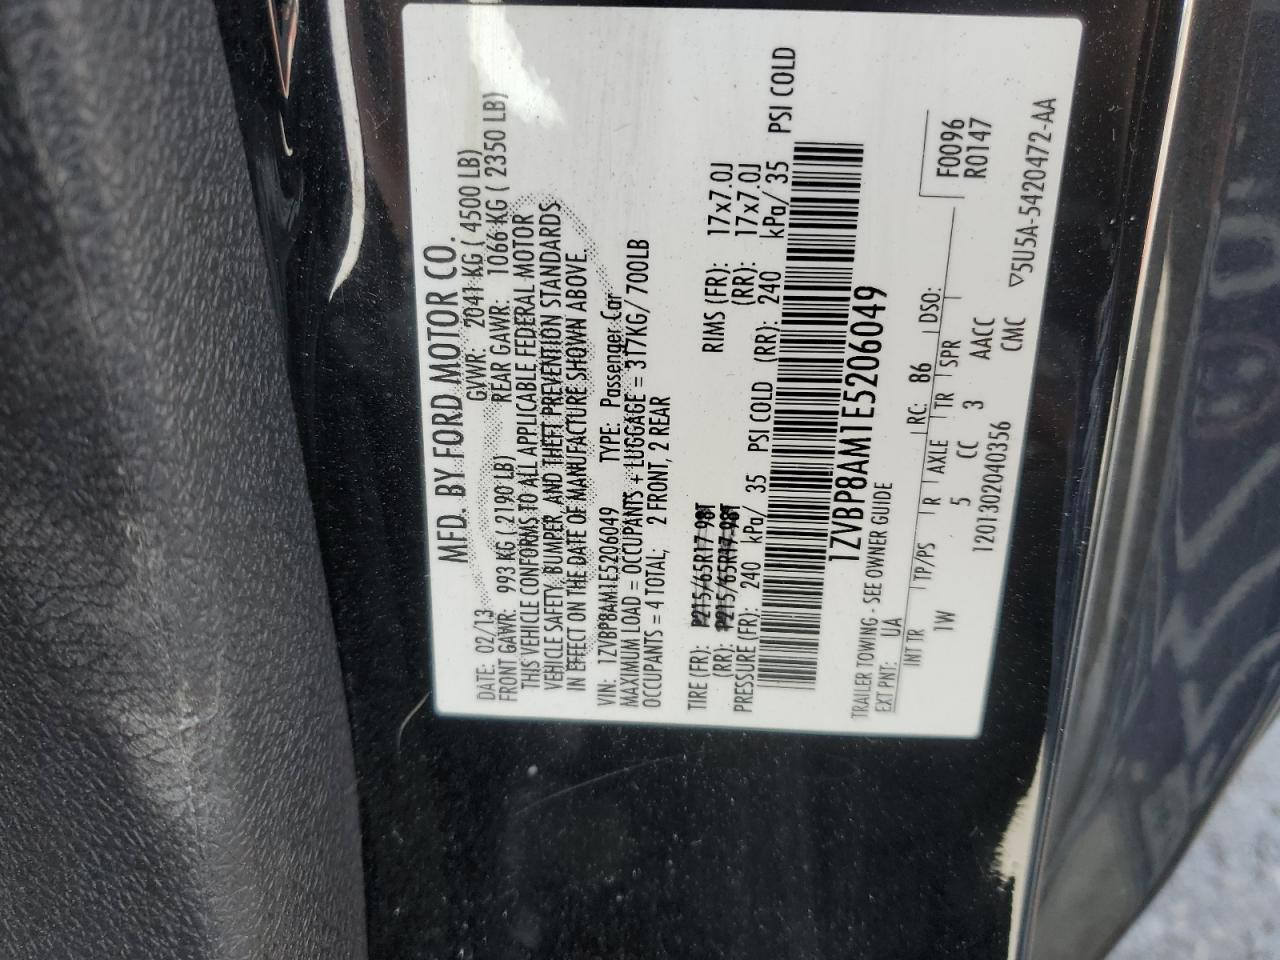 MFD. BY FORD MOTOR CO.
DATE: 02/13 GVWR: 2041 KG ( 4500 LB)
FRONT GAWR: 993 KG ( 2190 LB) REAR GAWR: 1066 KG ( 2350 LB)
THIS VEHICLE CONFORMS TO ALL APPLICABLE FEDERAL MOTOR
VEHICLE SAFETY, BUMPER, AND THEFT PREVENTION STANDARDS
IN EFFECT ON THE DATE OF MANUFACTURE SHOWN ABOVE.
VIN: 1ZVBP8AM1E5206049 TYPE: Passenger Car
MAXIMUM LOAD = OCCUPANTS + LUGGAGE = 317KG/ 700LB
OCCUPANTS = 4 TOTAL, 2 FRONT, 2 REAR
TIRE (FR): P215/65R17 98T RIMS (FR): 17x7.0J
(RR): P215/65R17 98T (RR): 17x7.0J
PRESSURE (FR): 240 kPa/ 35 PSI COLD (RR): 240 kPa/ 35 PSI COLD
1ZVBP8AM1E5206049
TRAILER TOWING - SEE OWNER GUIDE
EXT PNT: UA RC: 86 DSO: F0096
INT TR TP/PS R AXLE TR SPR R0147
1W 5 CC 3 AACC
1201302040356 CMC ▽5U5A-5420472-AA